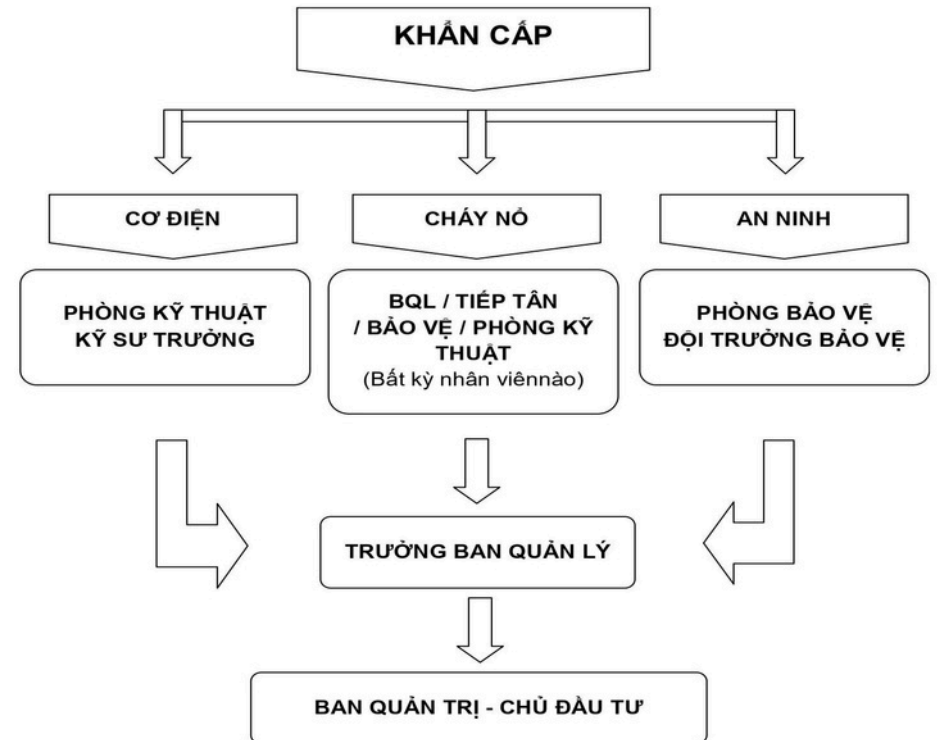 KHẨN CẤP
CƠ ĐIỆN
CHÁY NỔ
AN NINH
PHÒNG KỸ THUẬT
KỸ SƯ TRƯỞNG
BQL / TIẾP TÂN
/ BẢO VỆ / PHÒNG KỸ
THUẬT
(Bất kỳ nhân viênnào)
PHÒNG BẢO VỆ
ĐỘI TRƯỞNG BẢO VỆ
TRƯỞNG BAN QUẢN LÝ
BAN QUẢN TRỊ - CHỦ ĐẦU TƯ